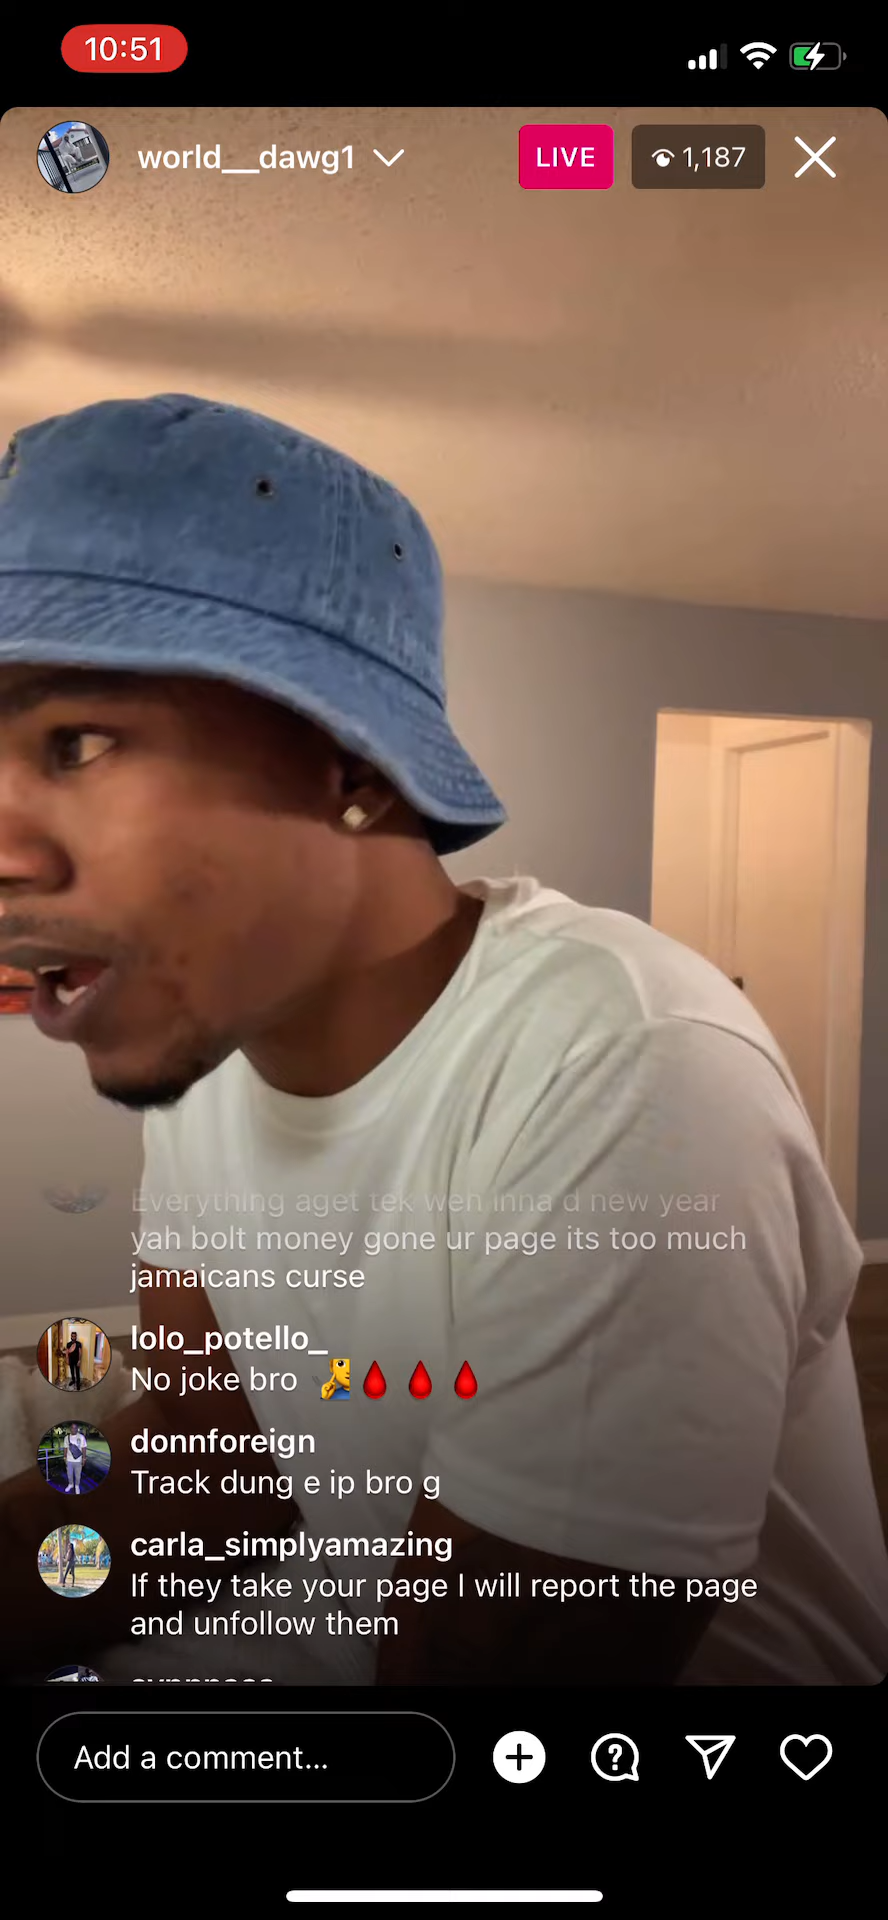 10:51
world__dawg1
LIVE
1,187
Everything aget tek weh inna d new year
yah bolt money gone ur page its too much
jamaicans curse
lolo_potello_
No joke bro 🧏‍♂️🩸🩸🩸
donnforeign
Track dung e ip bro g
carla_simplyamazing
If they take your page I will report the page
and unfollow them
Add a comment...